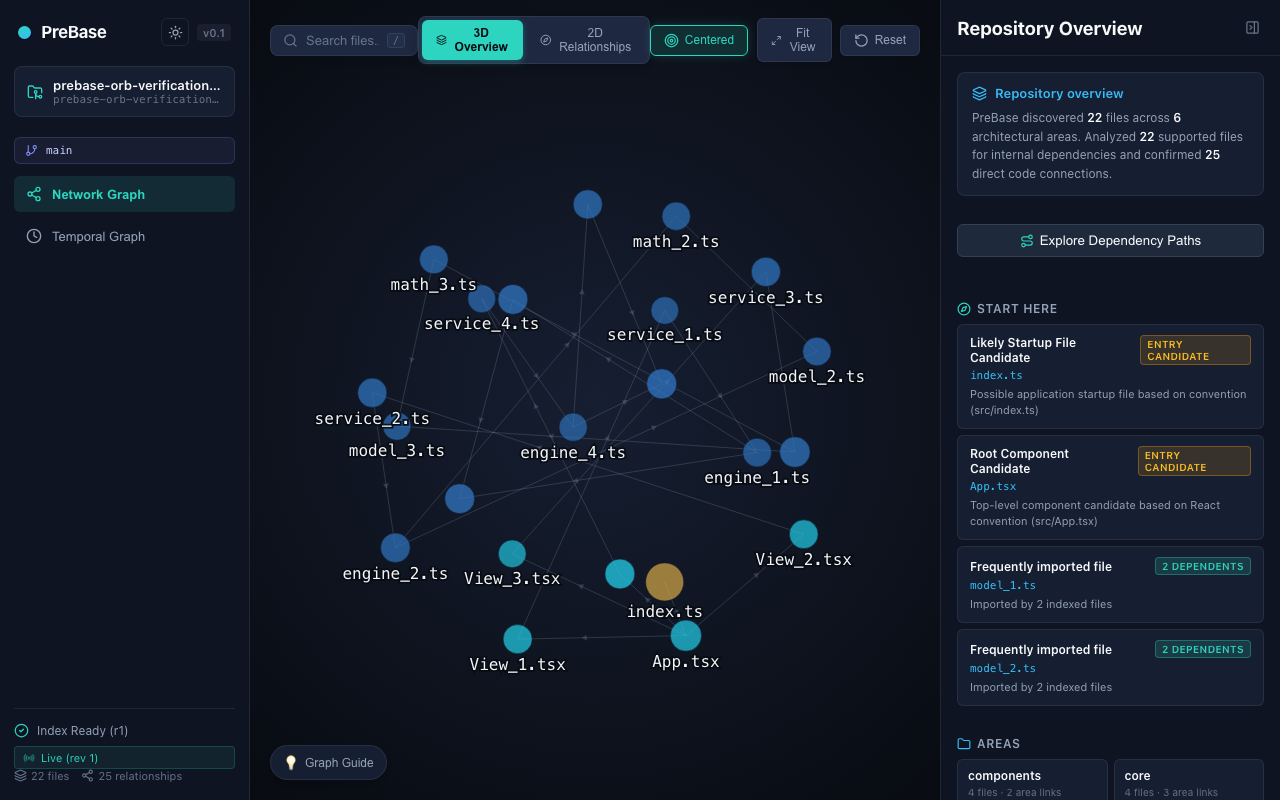 PreBase
v0.1
prebase-orb-verification...
prebase-orb-verification…
main
Network Graph
Temporal Graph
Index Ready (r1)
Live (rev 1)
22 files
25 relationships
Search files.
/
3D
Overview
2D
Relationships
Centered
Fit
View
Reset
math_2.ts
math_3.ts
service_3.ts
service_4.ts
service_1.ts
model_2.ts
service_2.ts
model_3.ts
engine_4.ts
engine_1.ts
View_2.tsx
engine_2.ts
View_3.tsx
index.ts
View_1.tsx
App.tsx
Graph Guide
Repository Overview
Repository overview
PreBase discovered 22 files across 6
architectural areas. Analyzed 22 supported files
for internal dependencies and confirmed 25
direct code connections.
Explore Dependency Paths
START HERE
Likely Startup File
Candidate
ENTRY
CANDIDATE
index.ts
Possible application startup file based on convention
(src/index.ts)
Root Component
Candidate
ENTRY
CANDIDATE
App.tsx
Top-level component candidate based on React
convention (src/App.tsx)
Frequently imported file
2 DEPENDENTS
model_1.ts
Imported by 2 indexed files
Frequently imported file
2 DEPENDENTS
model_2.ts
Imported by 2 indexed files
AREAS
components
4 files · 2 area links
core
4 files · 3 area links